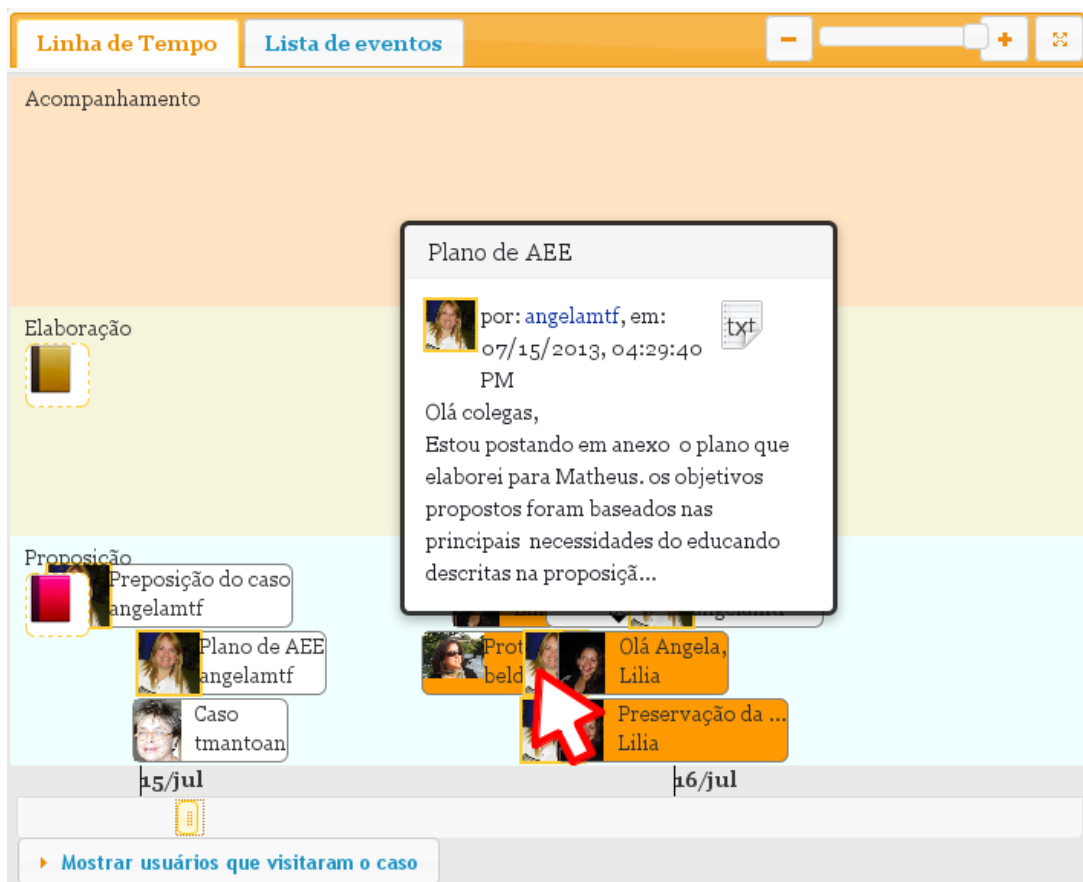 Linha de Tempo
Lista de eventos
Acompanhamento
Plano de AEE
por: angelamtf, em:
07/15/2013, 04:29:40
PM
txt
Olá colegas,
Estou postando em anexo o plano que
elaborei para Matheus. os objetivos
propostos foram baseados nas
principais necessidades do educando
descritas na proposiçã...
Elaboração
Proposição
Preposição do caso
angelamtf
Plano de AEE
angelamtf
Caso
tmantoan
Prot
beld
Olá Angela,
Lilia
Preservação da ...
Lilia
15/jul
16/jul
Mostrar usuários que visitaram o caso